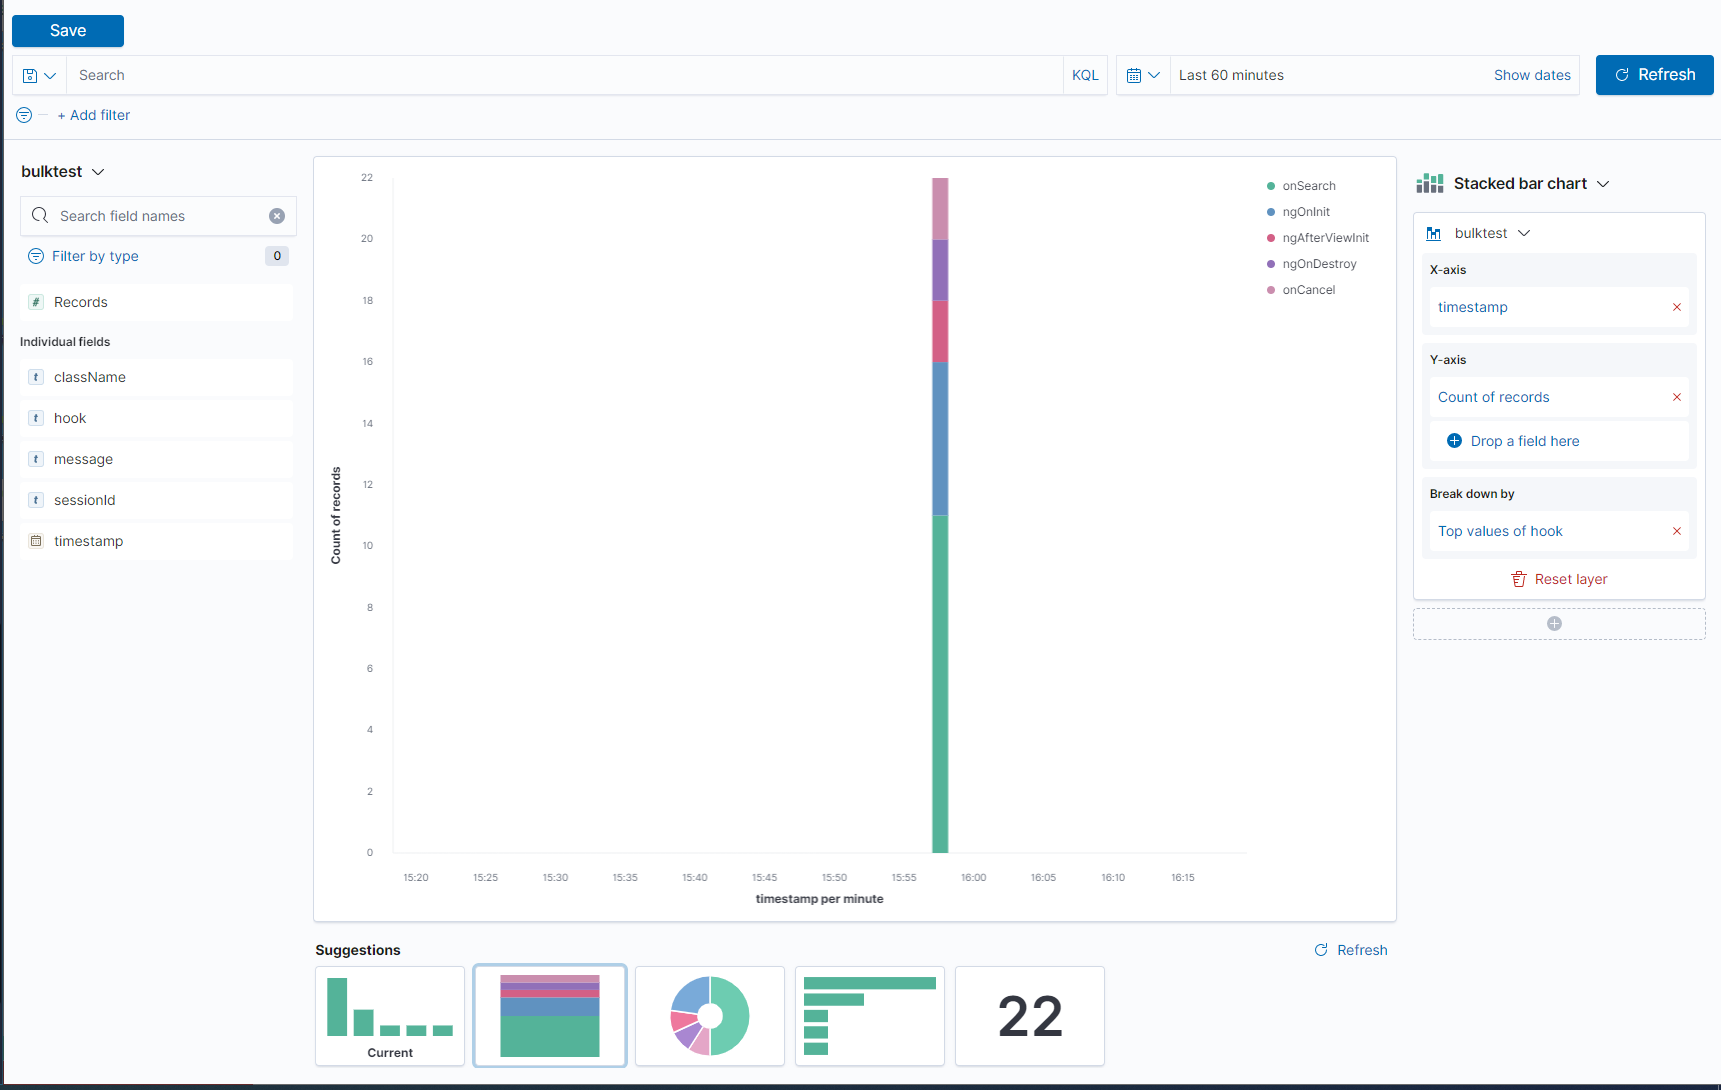 Save
Search
KQL
Last 60 minutes
Show dates
Refresh
+ Add filter
bulktest
Search field names
Filter by type
0
# Records
Individual fields
t className
t hook
t message
t sessionId
timestamp
22
20
18
16
14
12
10
8
6
4
2
0
Count of records
15:20 15:25 15:30 15:35 15:40 15:45 15:50 15:55 16:00 16:05 16:10 16:15
timestamp per minute
onSearch
ngOnInit
ngAfterViewInit
ngOnDestroy
onCancel
Suggestions
Refresh
Current
22
Stacked bar chart
bulktest
X-axis
timestamp
Y-axis
Count of records
Drop a field here
Break down by
Top values of hook
Reset layer